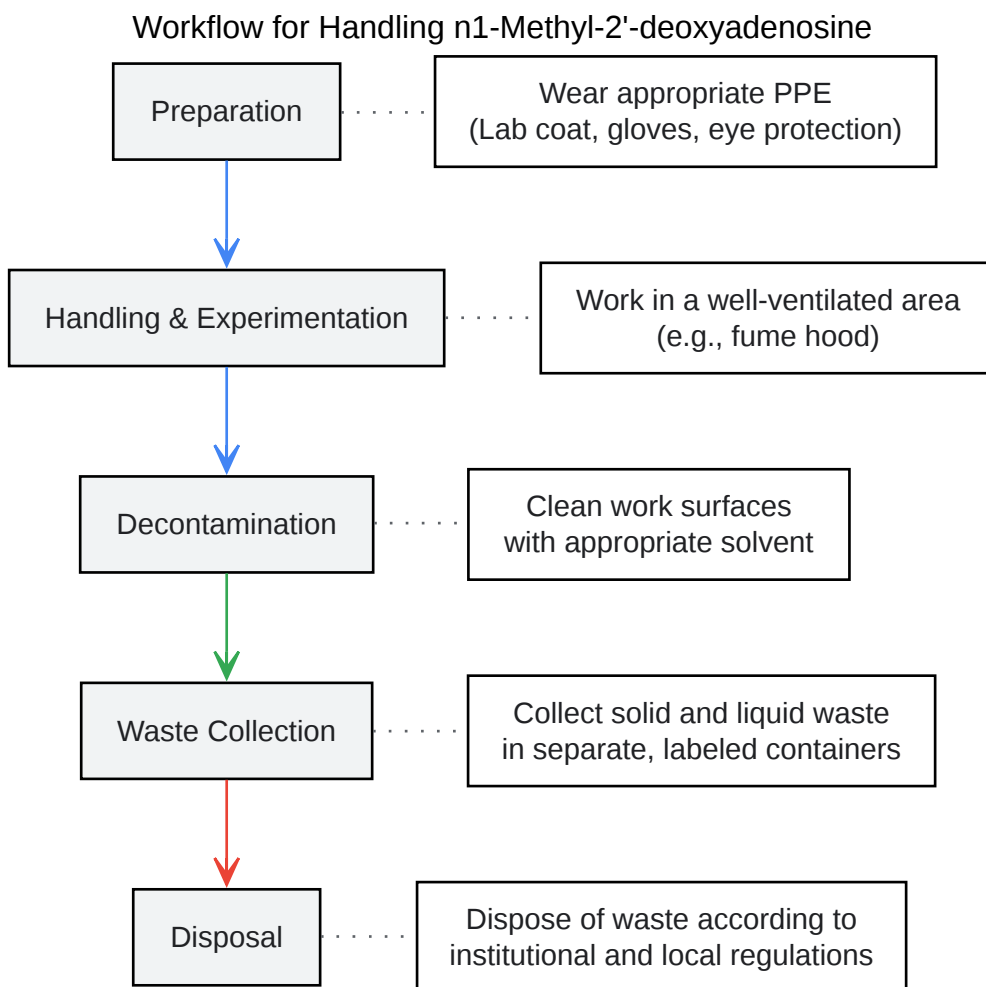 Workflow for Handling n1-Methyl-2'-deoxyadenosine
Preparation
Wear appropriate PPE
(Lab coat, gloves, eye protection)
Handling & Experimentation
Work in a well-ventilated area
(e.g., fume hood)
Decontamination
Clean work surfaces
with appropriate solvent
Waste Collection
Collect solid and liquid waste
in separate, labeled containers
Disposal
Dispose of waste according to
institutional and local regulations